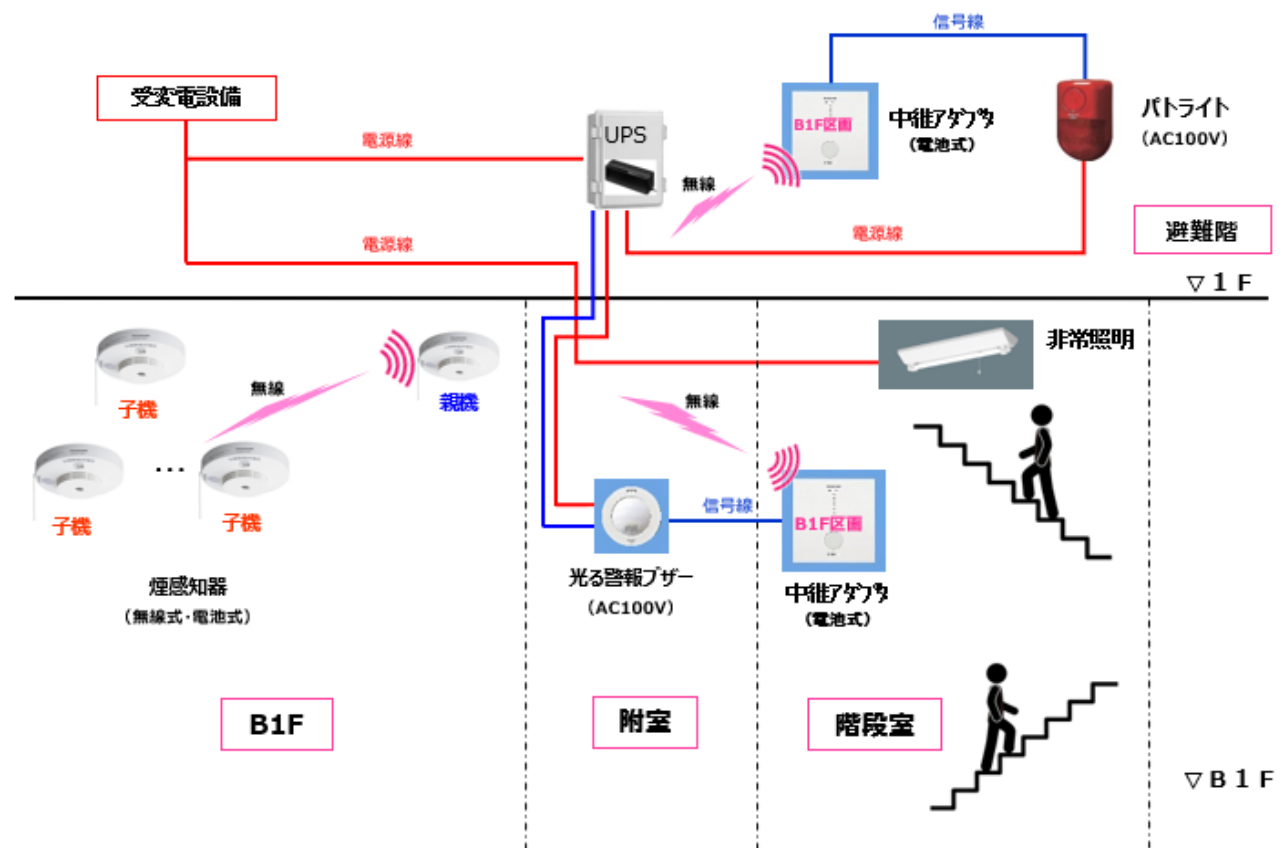 信号線
受変電設備
電源線
UPS
B1F区画
中継アダプタ
(電池式)
パトライト
(AC100V)
無線
電源線
電源線
避難階
▽1F
子機
無線
親機
非常照明
無線
子機
…
子機
信号線
B1F区画
煙感知器
(無線式・電池式)
光る警報ブザー
(AC100V)
中継アダプタ
(電池式)
B1F
附室
階段室
▽B1F